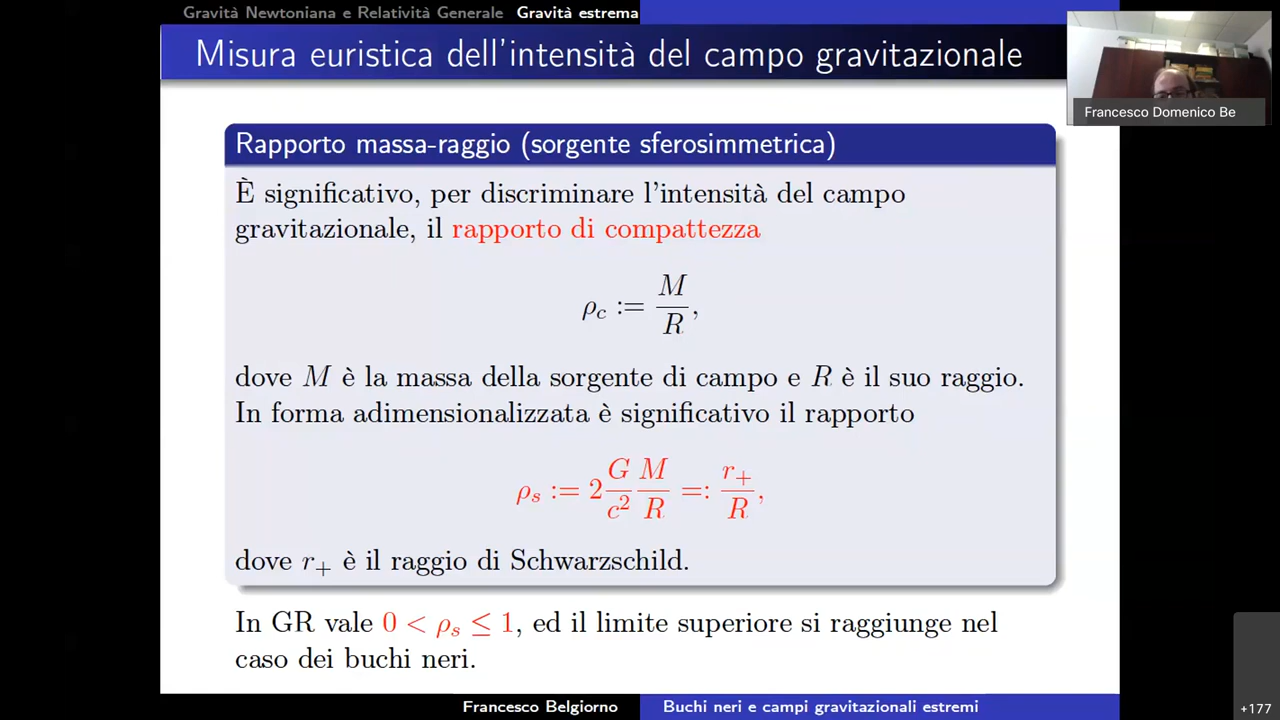 Gravità Newtoniana e Relatività Generale Gravità estrema
Misura euristica dell'intensità del campo gravitazionale
Francesco Domenico Be
Rapporto massa-raggio (sorgente sferosimmetrica)
È significativo, per discriminare l'intensità del campo
gravitazionale, il rapporto di compattezza
ρ_c := M/R,
dove M è la massa della sorgente di campo e R è il suo raggio.
In forma adimensionalizzata è significativo il rapporto
ρ_s := 2 G/c² M/R =: r₊/R,
dove r₊ è il raggio di Schwarzschild.
In GR vale 0 < ρ_s ≤ 1, ed il limite superiore si raggiunge nel
caso dei buchi neri.
Francesco Belgiorno Buchi neri e campi gravitazionali estremi
+177